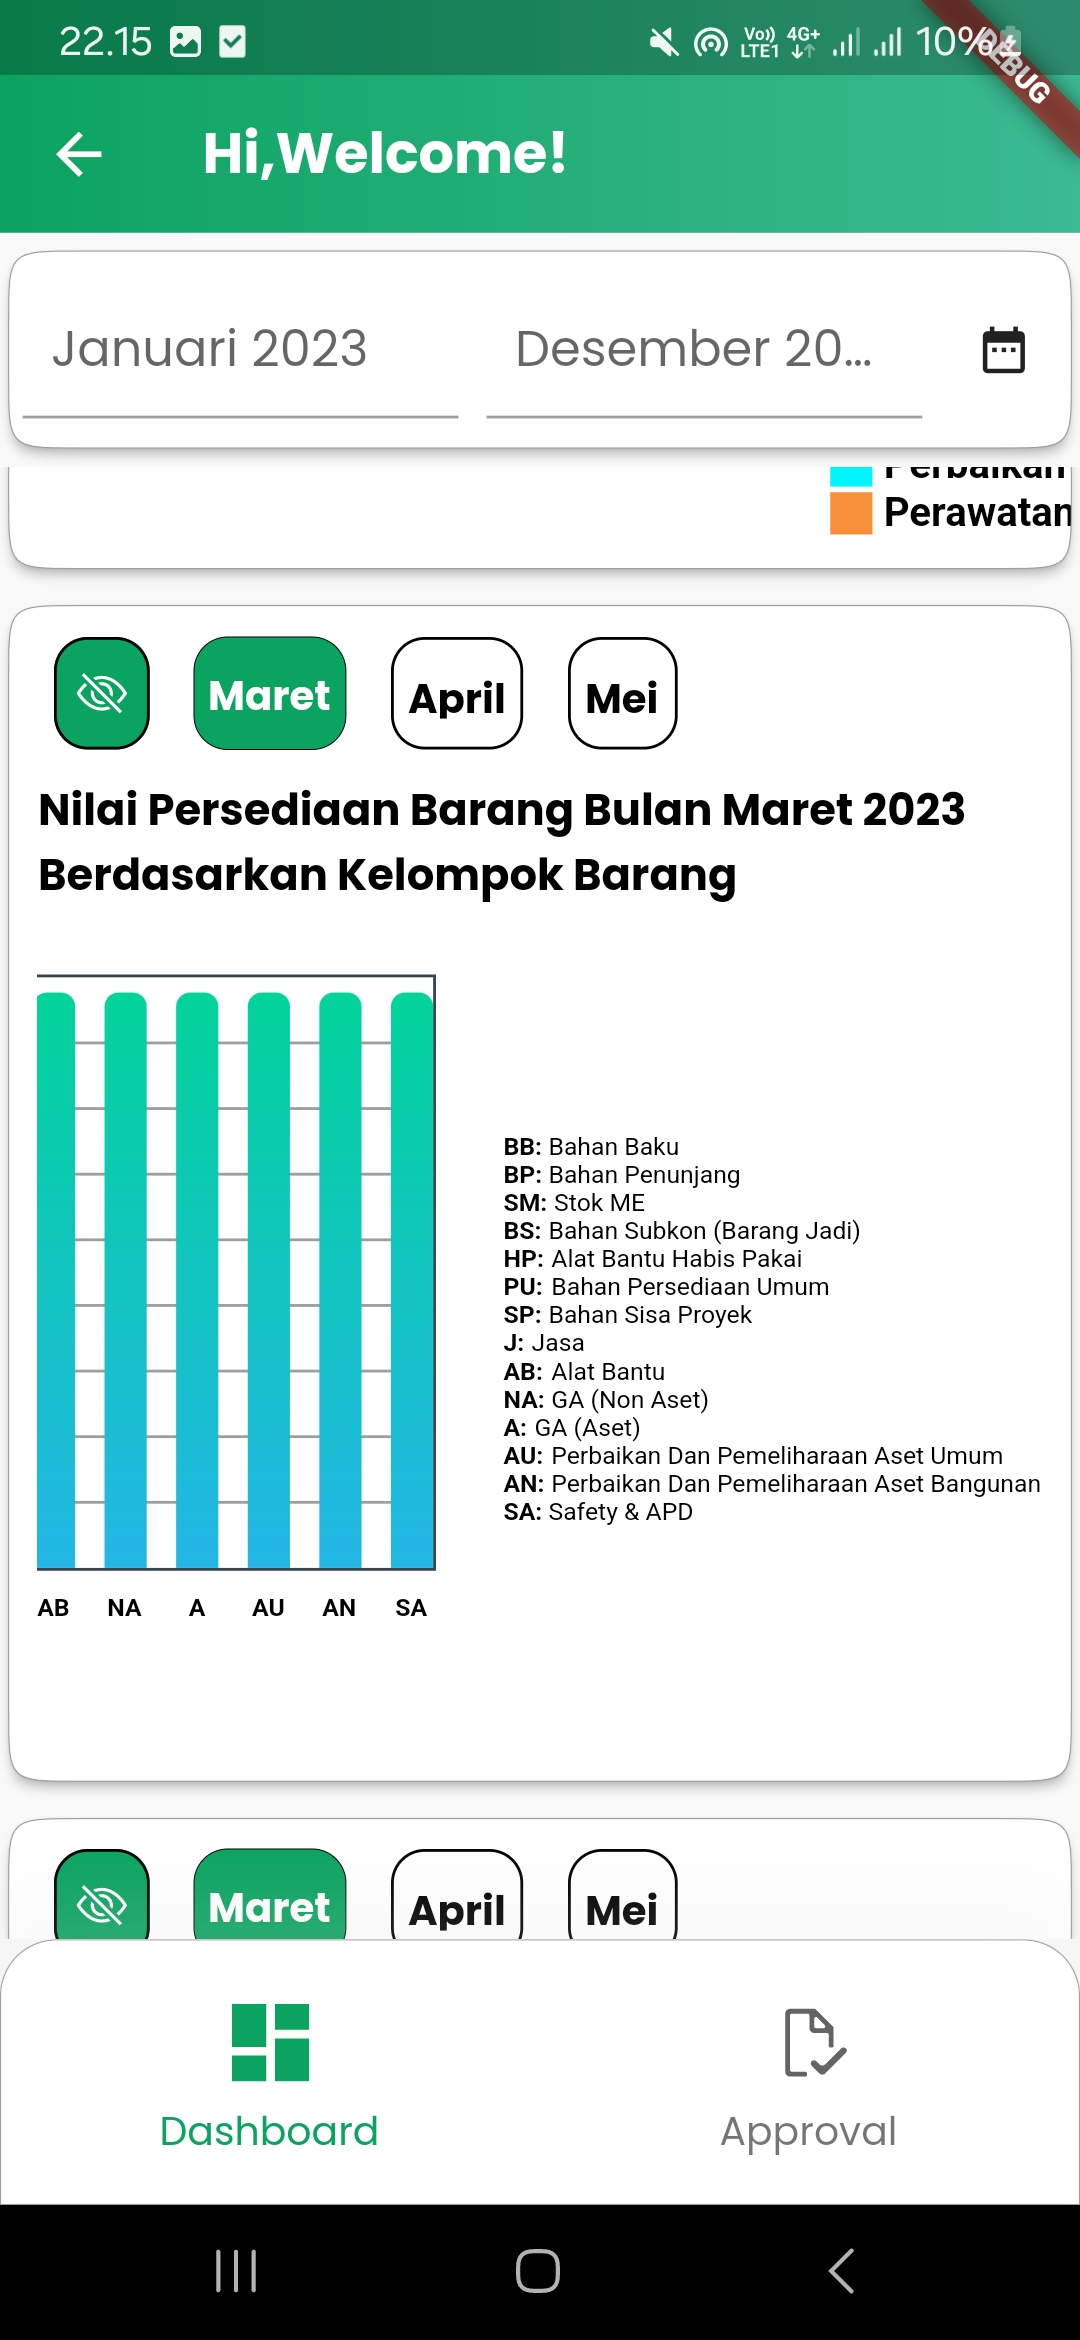 22.15
Vo)) 4G+
LTE1
10%
DEBUG
Hi,Welcome!
Januari 2023
Desember 20...
Perbaikan
Perawatan
Maret
April
Mei
Nilai Persediaan Barang Bulan Maret 2023
Berdasarkan Kelompok Barang
BB: Bahan Baku
BP: Bahan Penunjang
SM: Stok ME
BS: Bahan Subkon (Barang Jadi)
HP: Alat Bantu Habis Pakai
PU: Bahan Persediaan Umum
SP: Bahan Sisa Proyek
J: Jasa
AB: Alat Bantu
NA: GA (Non Aset)
A: GA (Aset)
AU: Perbaikan Dan Pemeliharaan Aset Umum
AN: Perbaikan Dan Pemeliharaan Aset Bangunan
SA: Safety & APD
AB NA A AU AN SA
Maret
April
Mei
Dashboard
Approval